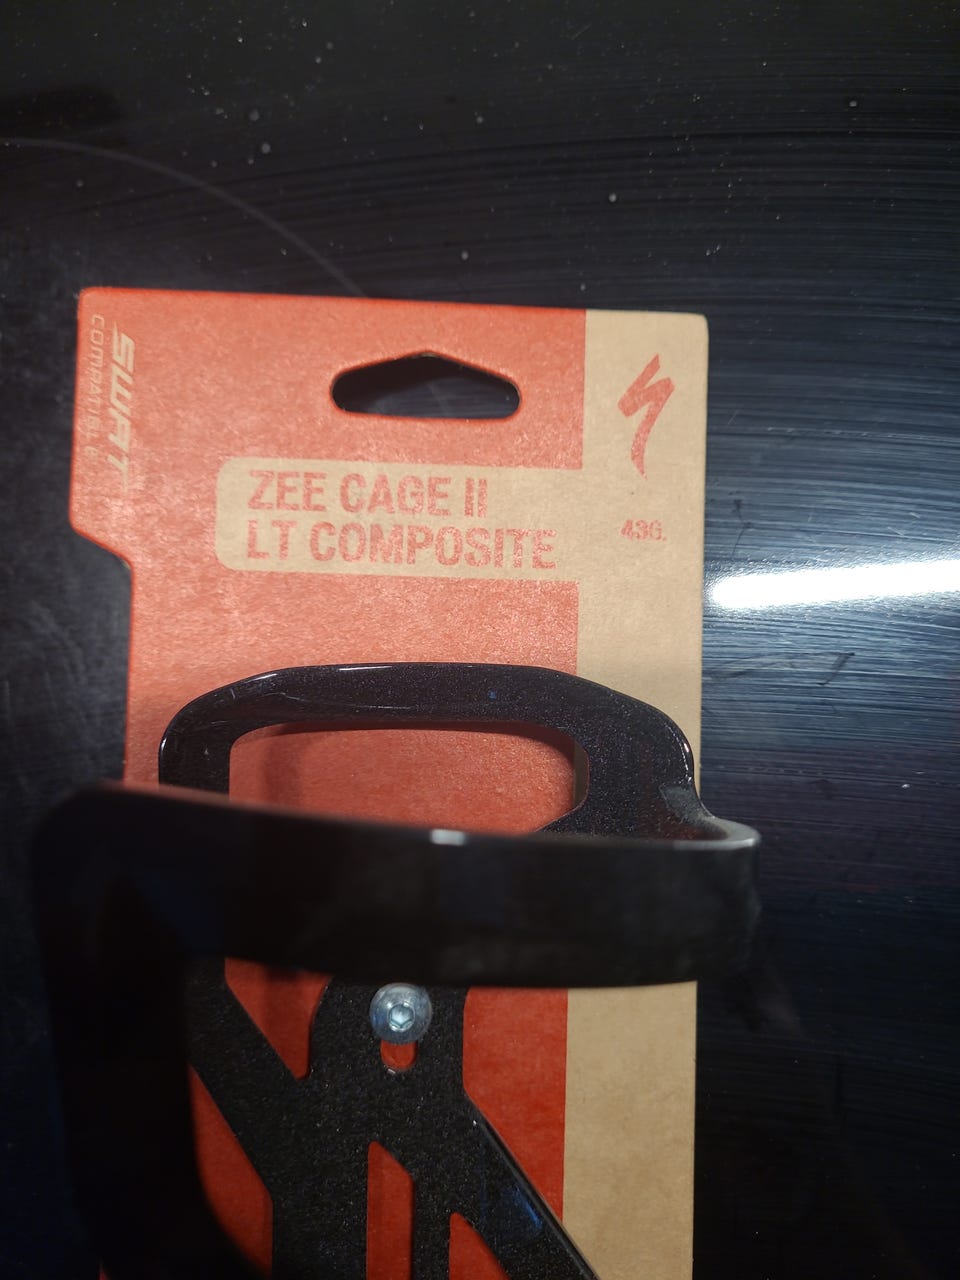 SWAT
COMPATIBLE
ZEE CAGE II
LT COMPOSITE
43G.